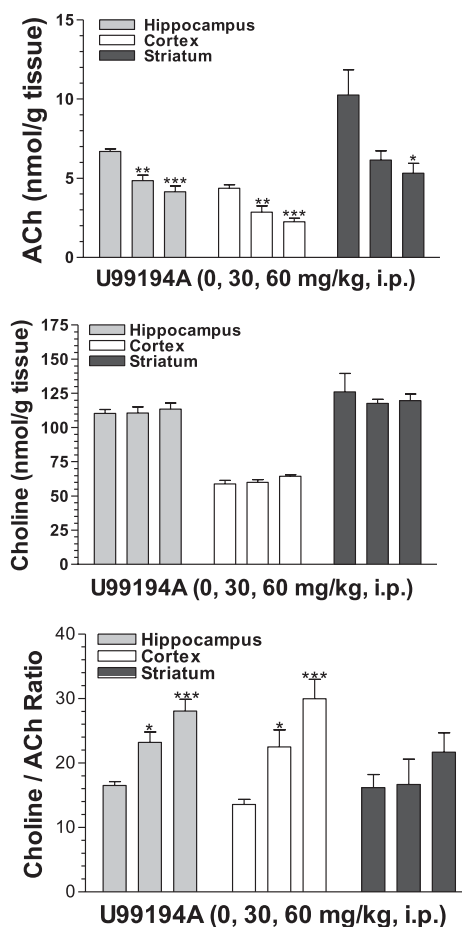 15
Hippocampus
Cortex
Striatum
10
5
0
ACh (nmol/g tissue)
** *** ** *** *
U99194A (0, 30, 60 mg/kg, i.p.)
175
Hippocampus
150
Cortex
Striatum
125
100
75
50
25
0
Choline (nmol/g tissue)
U99194A (0, 30, 60 mg/kg, i.p.)
40
Hippocampus
Cortex
Striatum
30
20
10
0
Choline / ACh Ratio
* *** * ***
U99194A (0, 30, 60 mg/kg, i.p.)